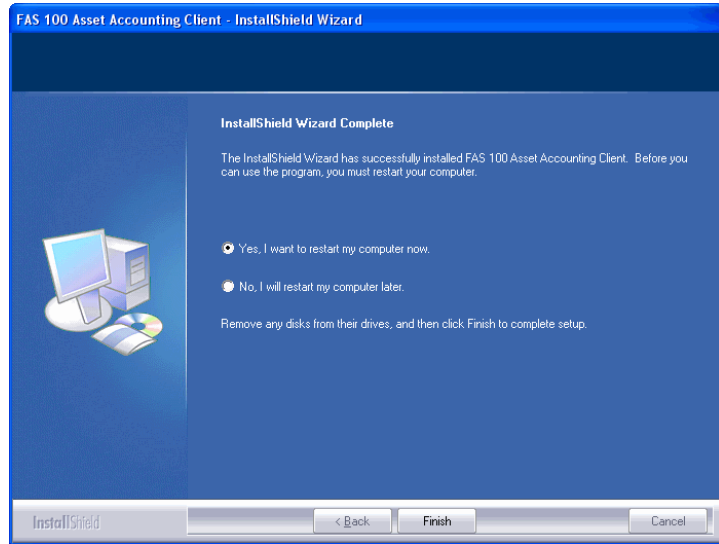 FAS 100 Asset Accounting Client - InstallShield Wizard
InstallShield Wizard Complete
The InstallShield Wizard has successfully installed FAS 100 Asset Accounting Client. Before you
can use the program, you must restart your computer.
Yes, I want to restart my computer now.
No, I will restart my computer later.
Remove any disks from their drives, and then click Finish to complete setup.
InstallShield
< Back
Finish
Cancel